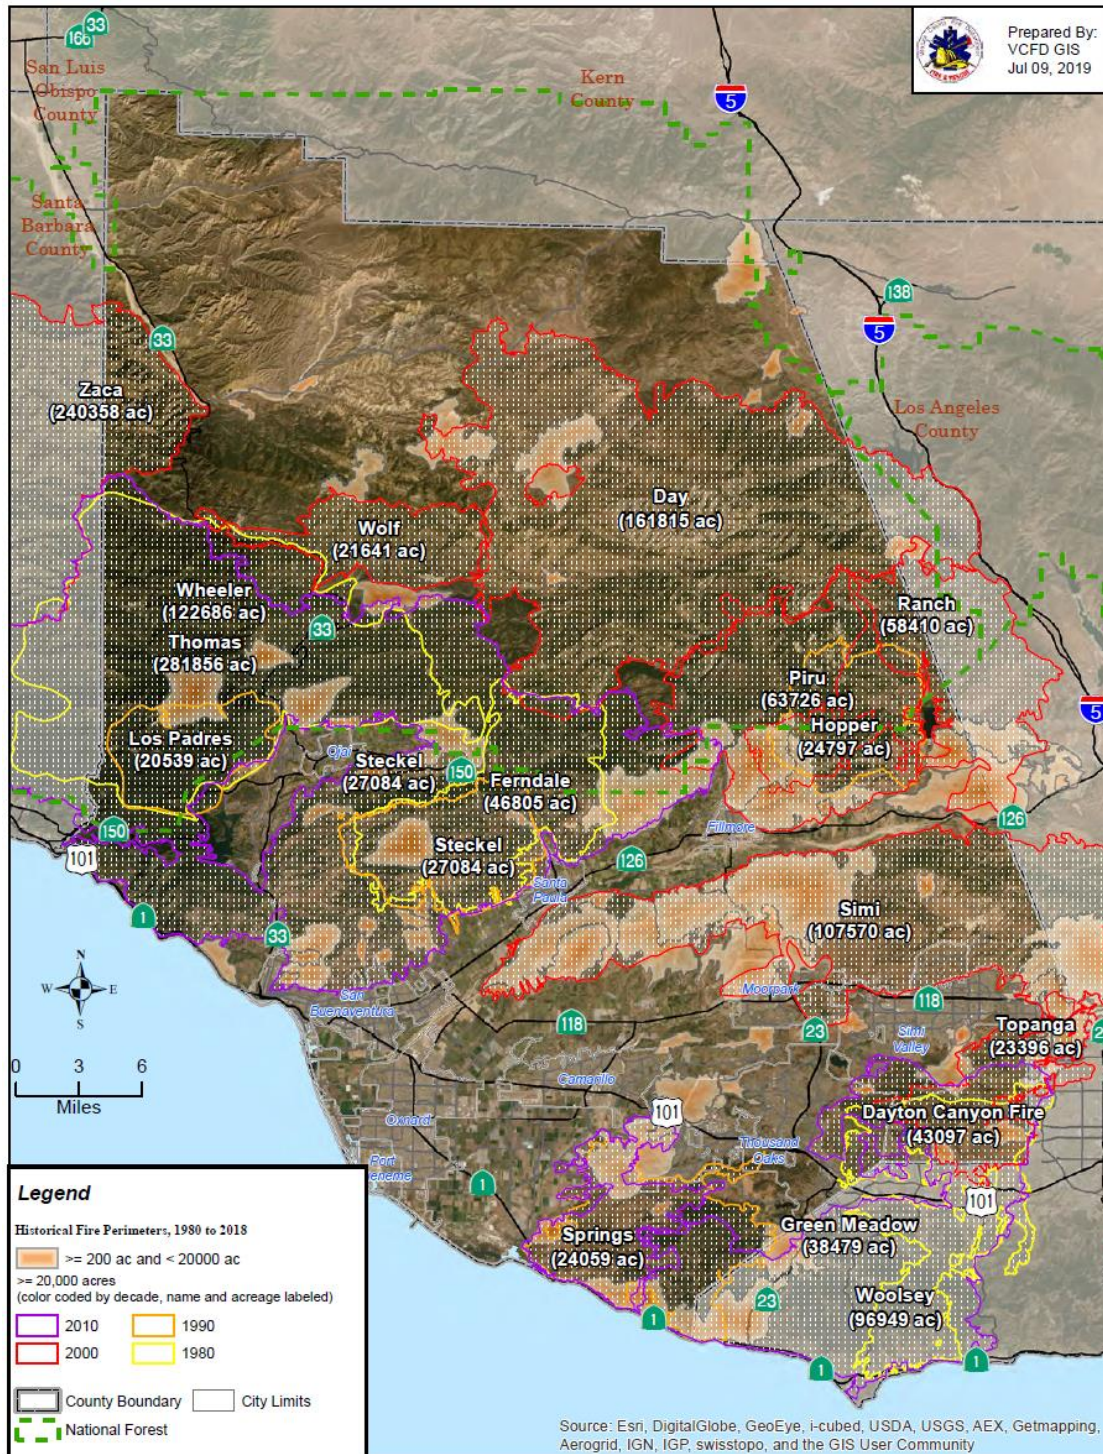 Prepared By:
VCFD GIS
Jul 09, 2019
33
166
San Luis
Obispo
County
Kern
County
5
Santa
Barbara
County
138
5
33
Zaca
(240358 ac)
Los Angeles
County
Day
(161815 ac)
Wolf
(21641 ac)
Wheeler
(122686 ac)
Ranch
(58410 ac)
33
Thomas
(281856 ac)
Piru
(63726 ac)
5
Hopper
(24797 ac)
Los Padres
(20539 ac)
Ojai
Steckel
(27084 ac)
150
Ferndale
(46805 ac)
150
126
Fillmore
101
126
Steckel
(27084 ac)
Santa
Paula
1
Simi
(107570 ac)
33
N
W
E
S
San
Buenaventura
Moorpark
118
118
23
Simi
Valley
Topanga
(23396 ac)
0 3 6
Miles
Camarillo
Oxnard
101
Dayton Canyon Fire
(43097 ac)
Thousand
Oaks
Port
1
101
Springs
(24059 ac)
Green Meadow
(38479 ac)
23
Woolsey
(96949 ac)
1
1
1
Legend
Historical Fire Perimeters, 1980 to 2018
>= 200 ac and < 20000 ac
>= 20,000 acres
(color coded by decade, name and acreage labeled)
2010 1990
2000 1980
County Boundary City Limits
National Forest
Source: Esri, DigitalGlobe, GeoEye, i-cubed, USDA, USGS, AEX, Getmapping,
Aerogrid, IGN, IGP, swisstopo, and the GIS User Community